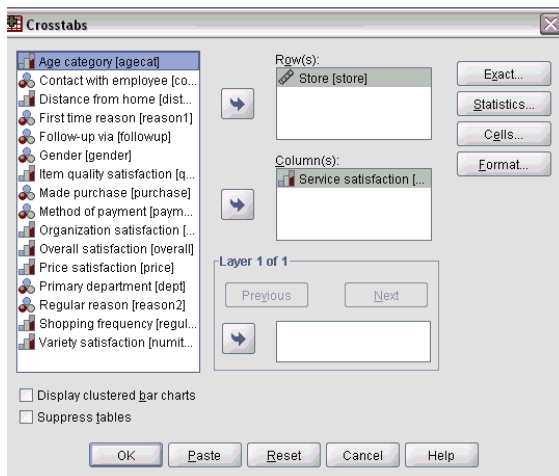 Crosstabs
Age category [agecat]
Contact with employee [co...
Distance from home [dist...
First time reason [reason1]
Follow-up via [followup]
Gender [gender]
Item quality satisfaction [q...
Made purchase [purchase]
Method of payment [paym...
Organization satisfaction [...
Overall satisfaction [overall]
Price satisfaction [price]
Primary department [dept]
Regular reason [reason2]
Shopping frequency [regul...
Variety satisfaction [numit...
Row(s):
Store [store]
Column(s):
Service satisfaction [...
Layer 1 of 1
Previous
Next
Exact...
Statistics...
Cells...
Format...
Display clustered bar charts
Suppress tables
OK
Paste
Reset
Cancel
Help